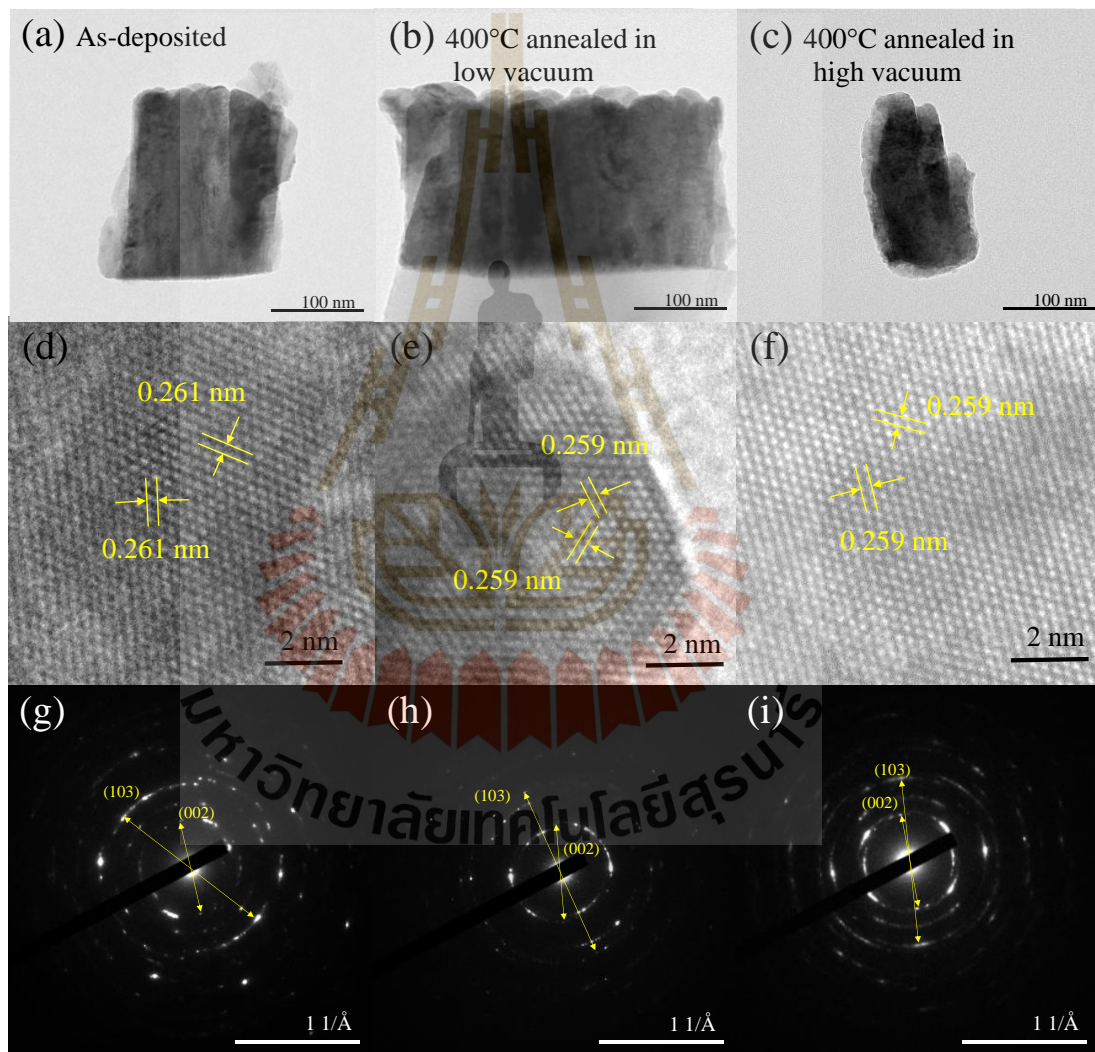 (a) As-deposited
(b) 400°C annealed in
low vacuum
(c) 400°C annealed in
high vacuum
100 nm
100 nm
100 nm
(d)
0.261 nm
0.261 nm
2 nm
(e)
0.259 nm
0.259 nm
2 nm
(f)
0.259 nm
0.259 nm
2 nm
(g)
(103)
(002)
1 1/Å
(h)
(103)
(002)
1 1/Å
(i)
(103)
(002)
1 1/Å
มหาวิทยาลัยเทคโนโลยีสุรนารี